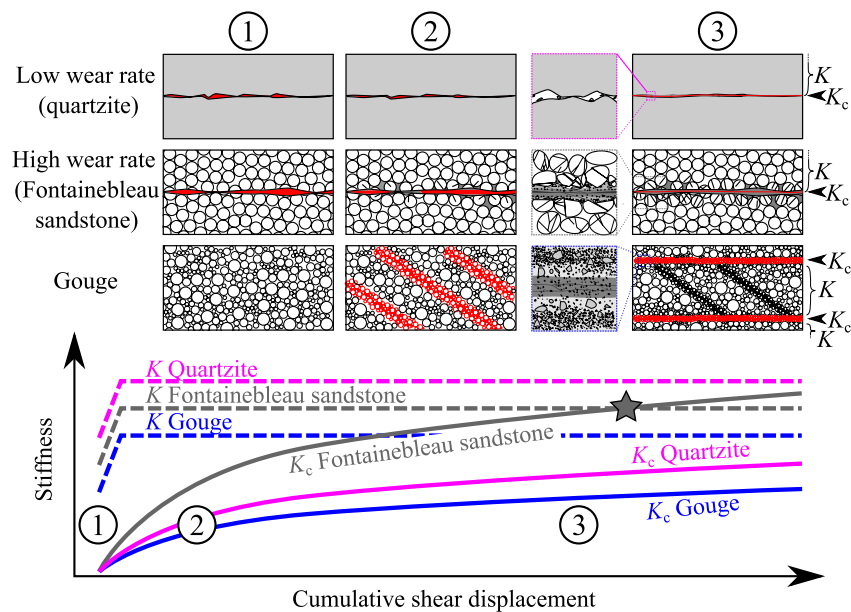 1 2 3
Low wear rate
(quartzite)
K
Kc
High wear rate
(Fontainebleau
sandstone)
K
Kc
Gouge
Kc
K
Kc
K
K Quartzite
K Fontainebleau sandstone
K Gouge
Kc Fontainebleau sandstone
Kc Quartzite
Kc Gouge
Stiffness
1 2 3
Cumulative shear displacement